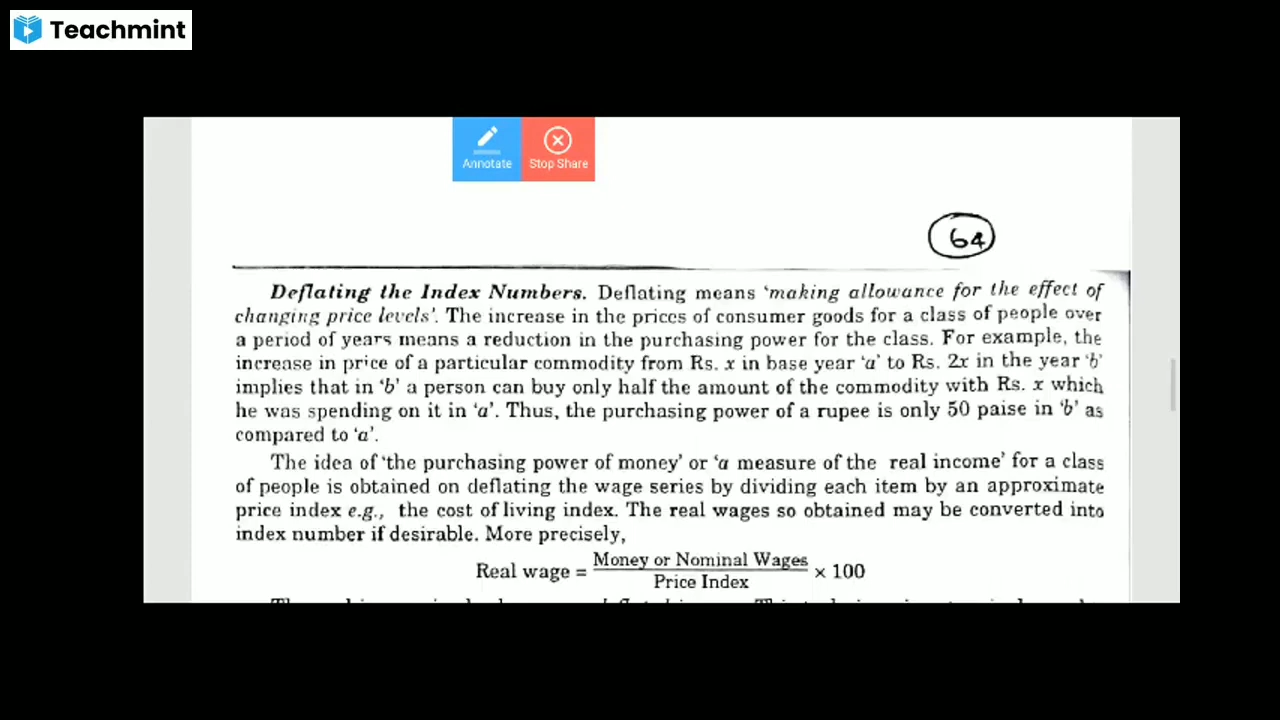 Teachmint
Annotate Stop Share
64
Deflating the Index Numbers. Deflating means 'making allowance for the effect of
changing price levels'. The increase in the prices of consumer goods for a class of people over
a period of years means a reduction in the purchasing power for the class. For example, the
increase in price of a particular commodity from Rs. x in base year 'a' to Rs. 2x in the year 'b'
implies that in 'b' a person can buy only half the amount of the commodity with Rs. x which
he was spending on it in 'a'. Thus, the purchasing power of a rupee is only 50 paise in 'b' as
compared to 'a'.
The idea of 'the purchasing power of money' or 'a measure of the real income' for a class
of people is obtained on deflating the wage series by dividing each item by an approximate
price index e.g., the cost of living index. The real wages so obtained may be converted into
index number if desirable. More precisely,
Real wage = Money or Nominal Wages / Price Index × 100